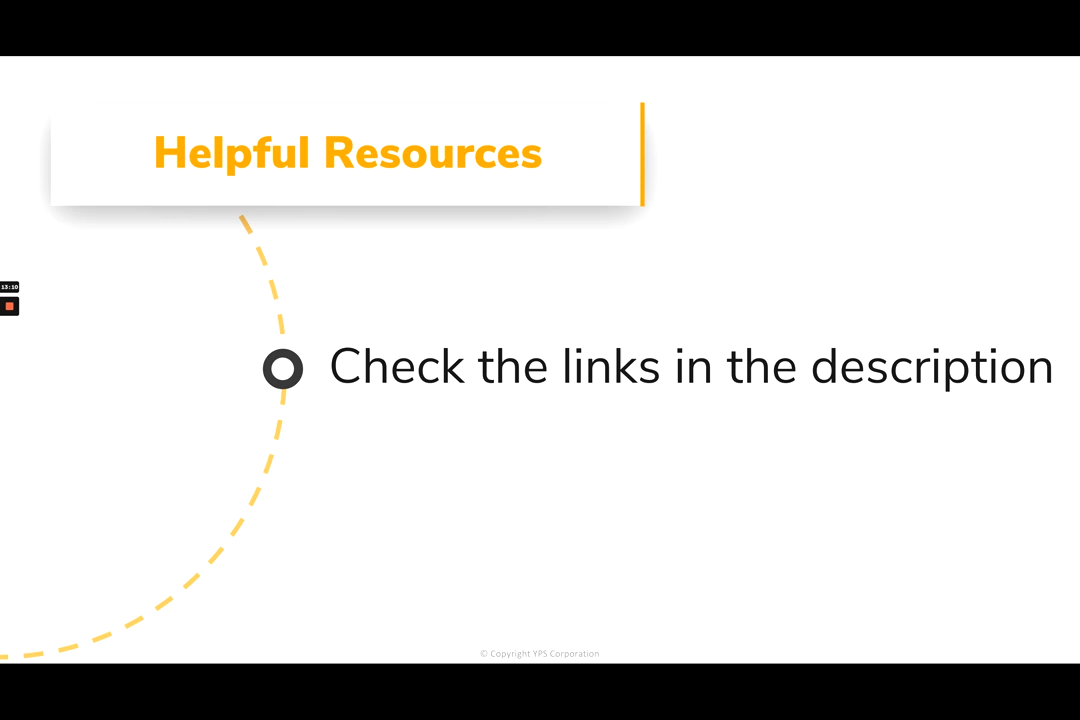 Helpful Resources
13:10
Check the links in the description
© Copyright YPS Corporation